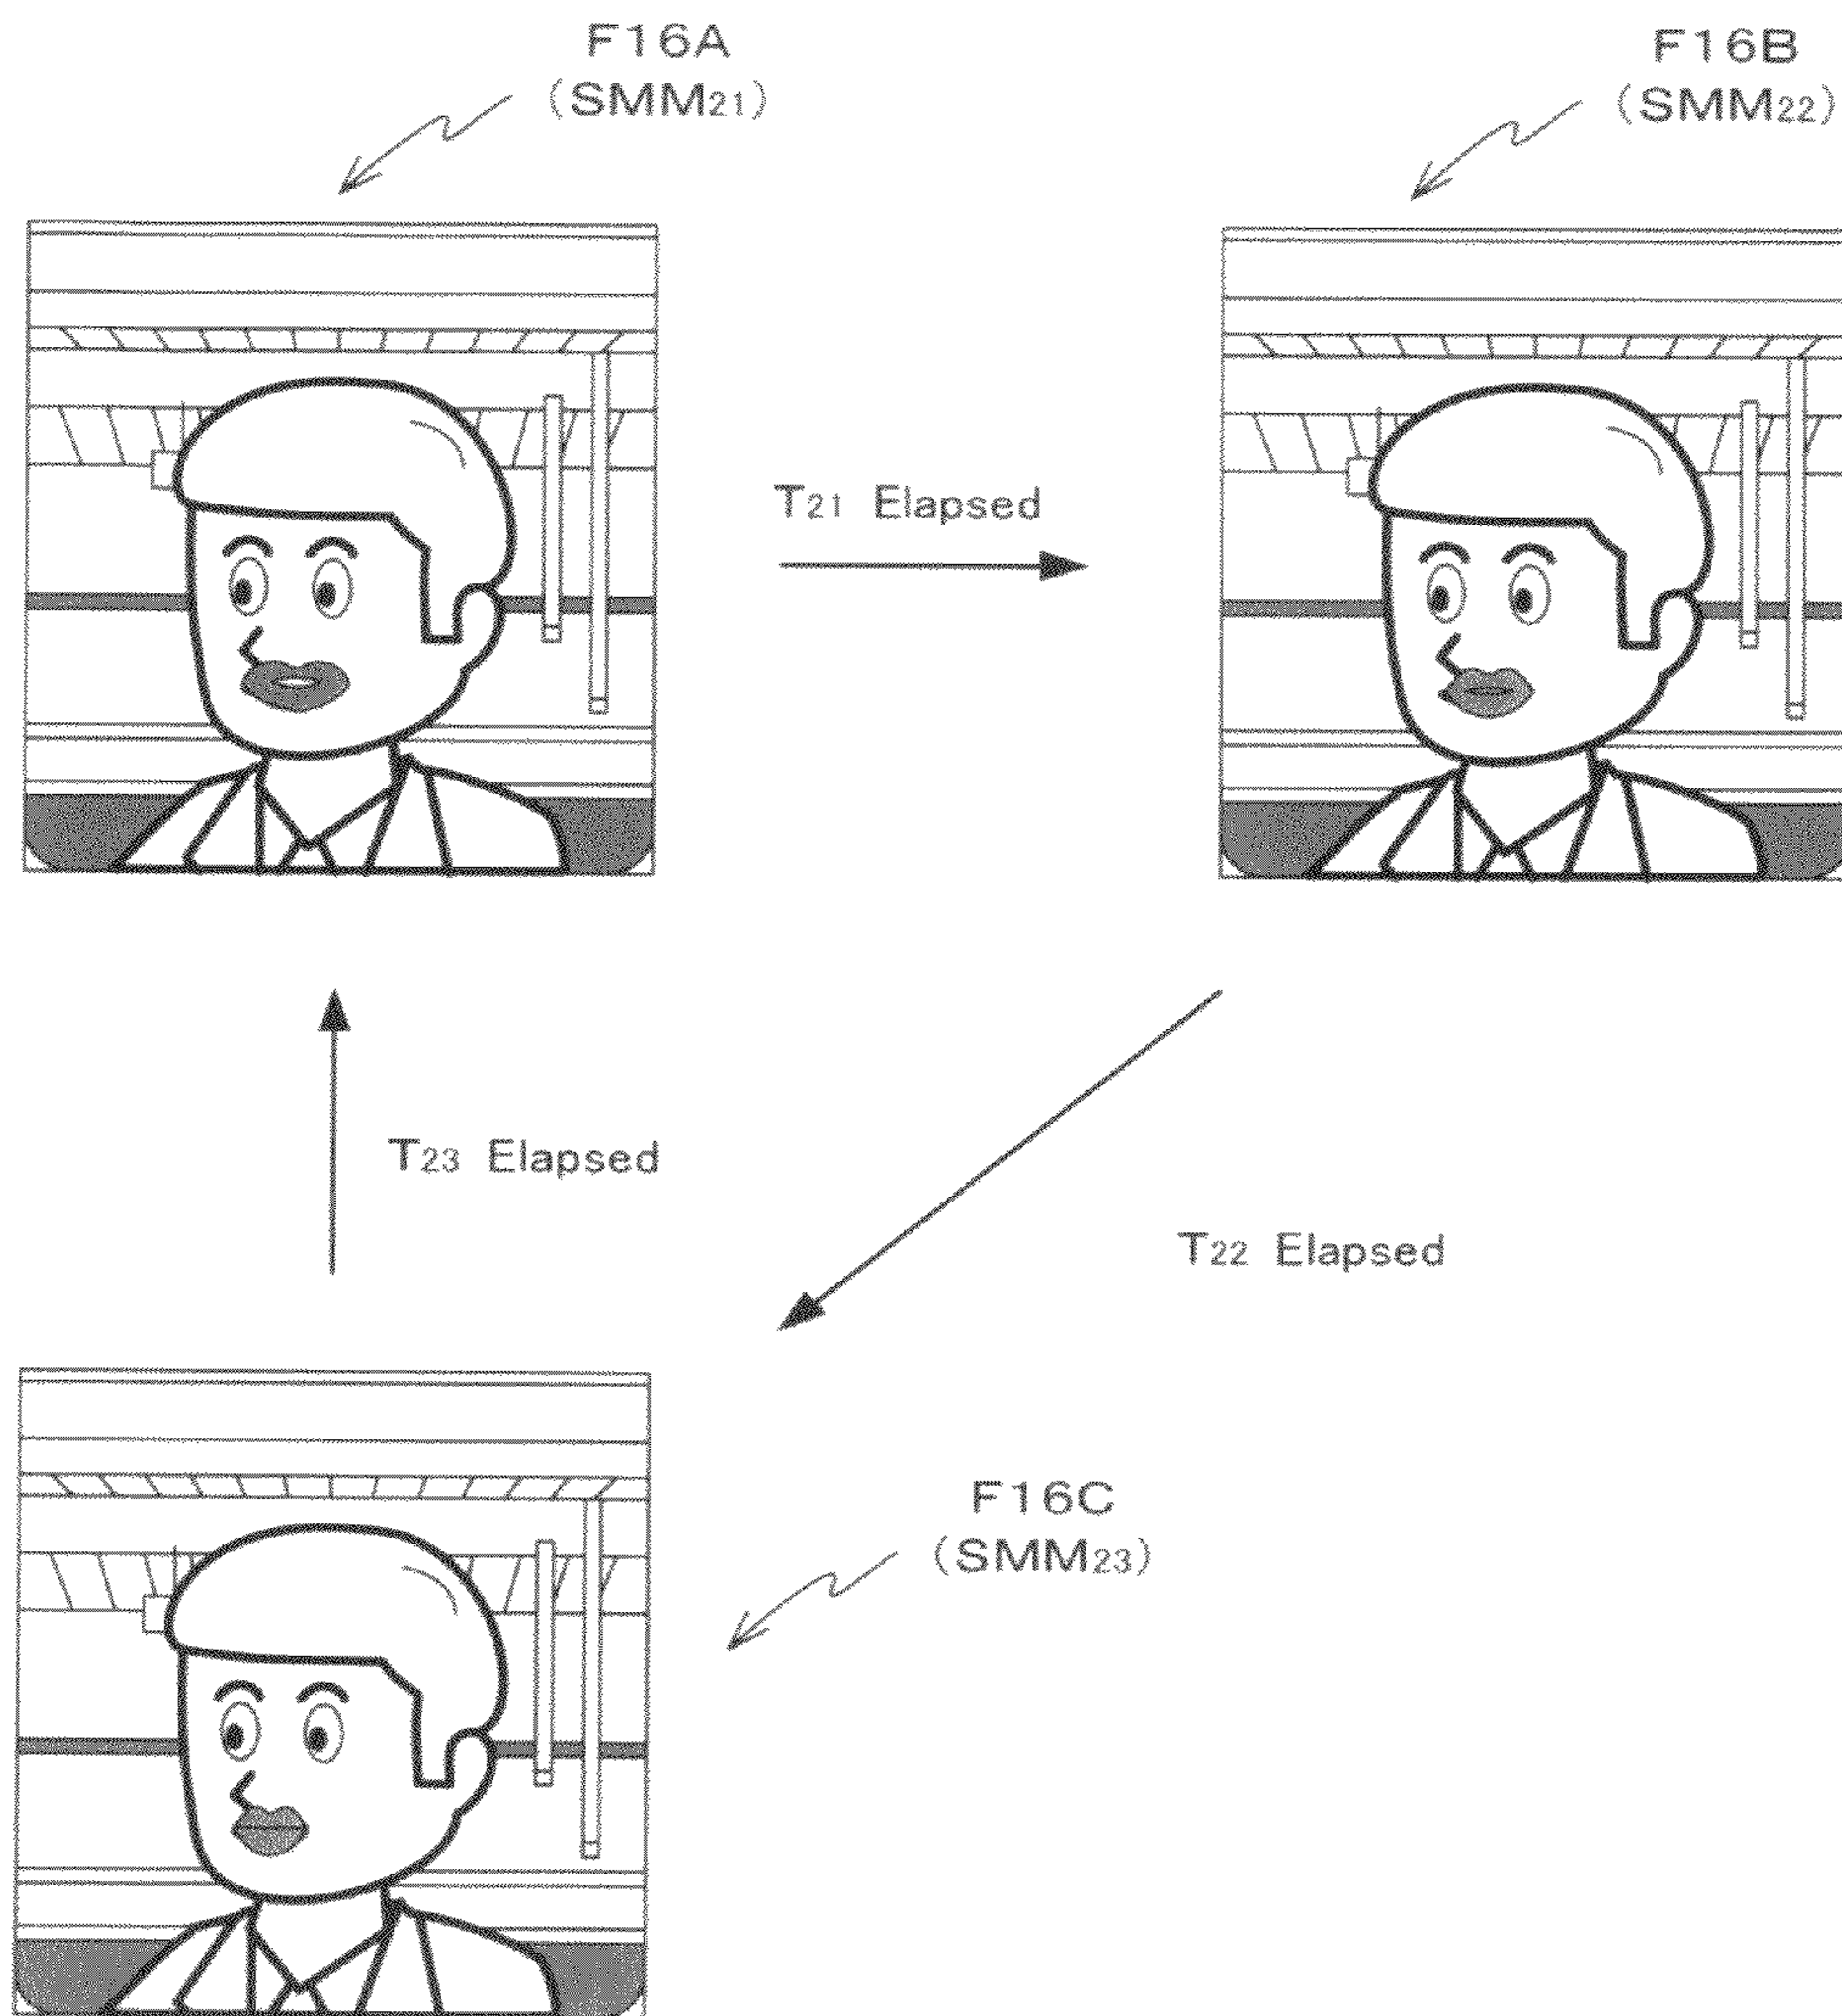 F16A
(SMM21)
F16B
(SMM22)
T21 Elapsed
T23 Elapsed
T22 Elapsed
F16C
(SMM23)